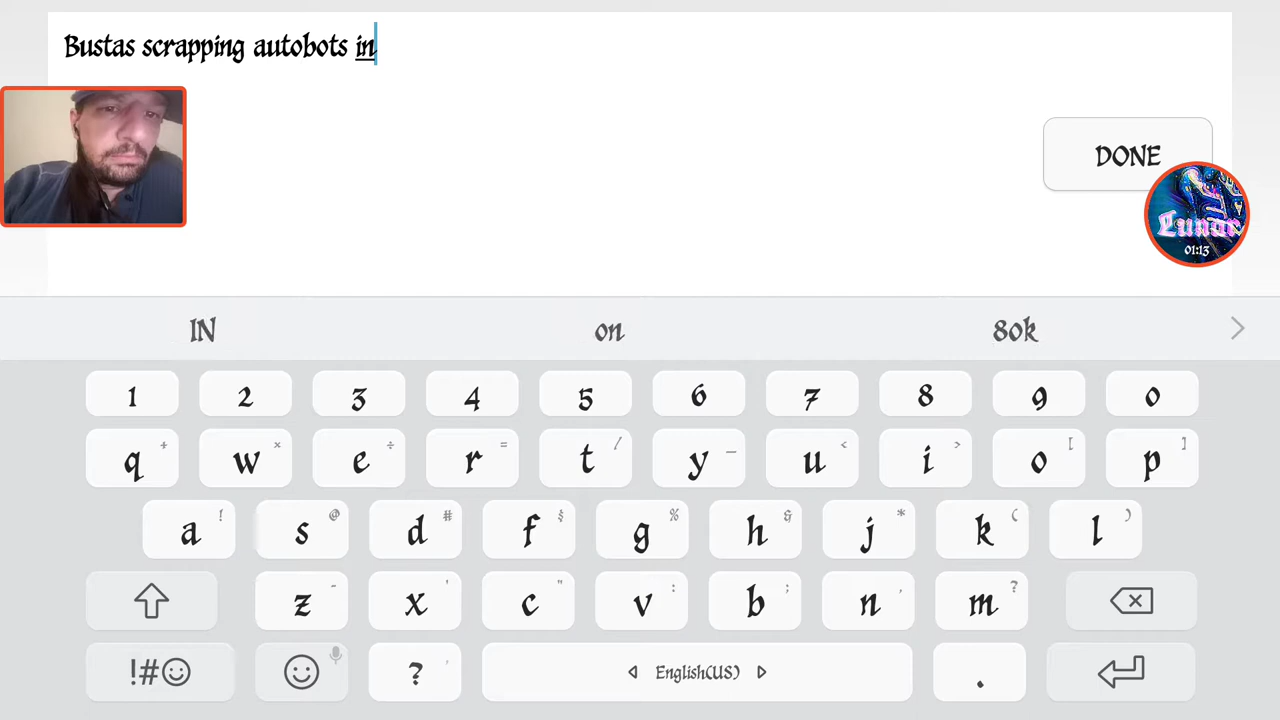 Bustas scrapping autobots in
DONE
Lunar
01:13
IN on 80k
1 2 3 4 5 6 7 8 9 0
q + w × e ÷ r = t / y _ u < i > o [ p ]
a ! s @ d # f $ g % h & j * k ( l )
z - x ' c " v : b ; n , m ?
!#☺ ? , English(US) .